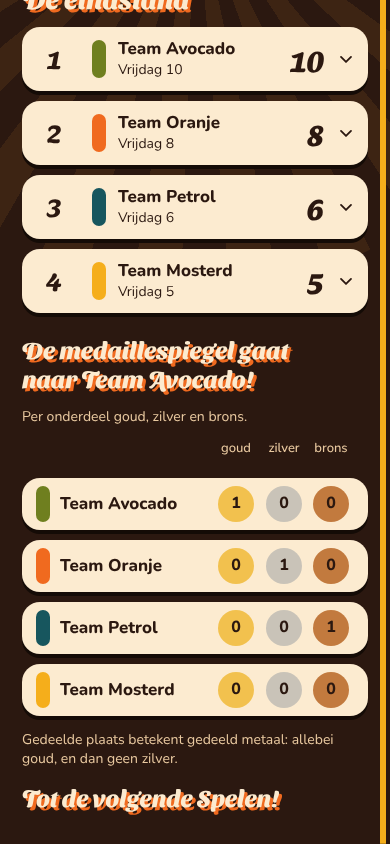 De eindstand
1 Team Avocado 10
Vrijdag 10
2 Team Oranje 8
Vrijdag 8
3 Team Petrol 6
Vrijdag 6
4 Team Mosterd 5
Vrijdag 5
De medaillespiegel gaat
naar Team Avocado!
Per onderdeel goud, zilver en brons.
goud zilver brons
Team Avocado 1 0 0
Team Oranje 0 1 0
Team Petrol 0 0 1
Team Mosterd 0 0 0
Gedeelde plaats betekent gedeeld metaal: allebei
goud, en dan geen zilver.
Tot de volgende Spelen!